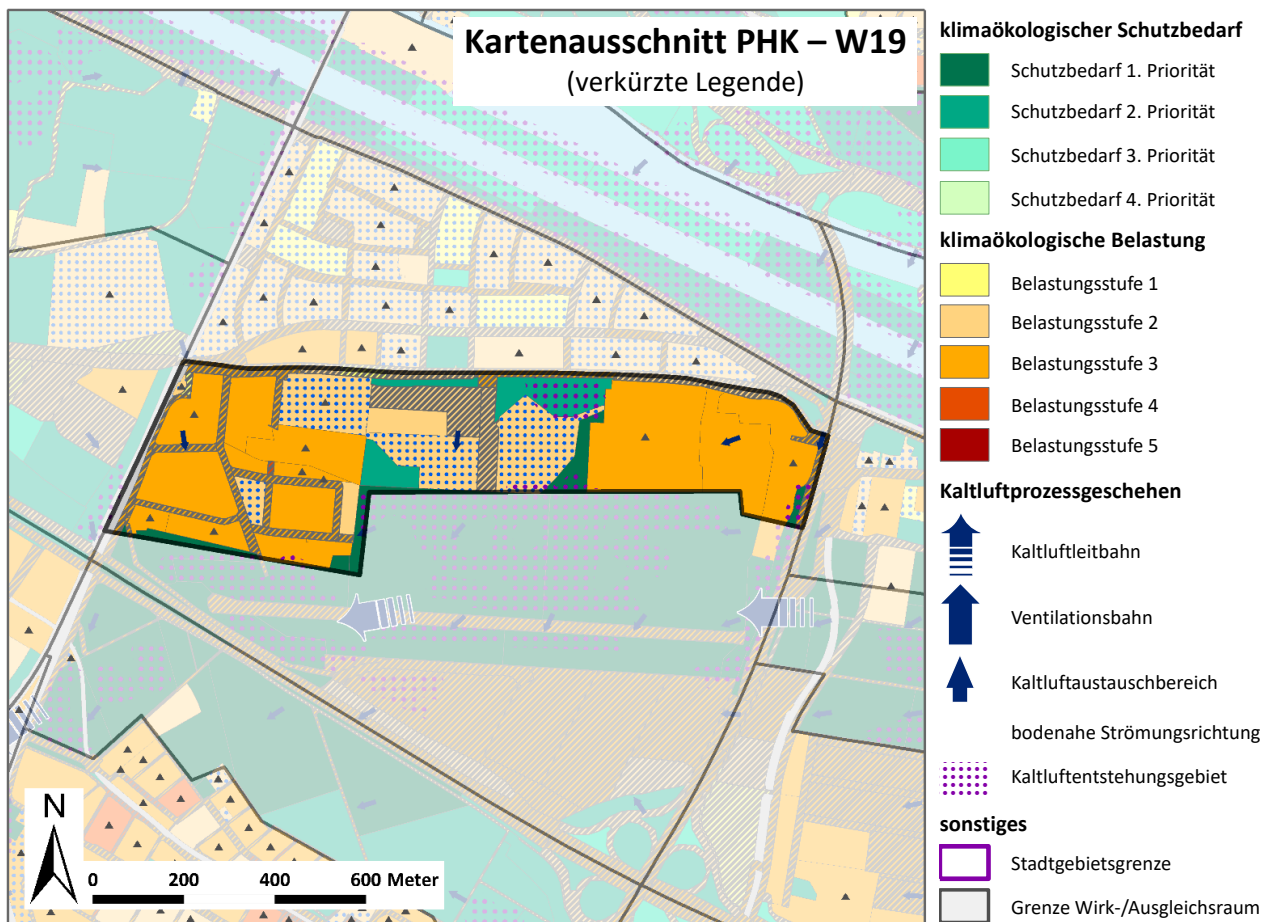 Kartenausschnitt PHK – W19
(verkürzte Legende)
N
0 200 400 600 Meter
klimaökologischer Schutzbedarf
Schutzbedarf 1. Priorität
Schutzbedarf 2. Priorität
Schutzbedarf 3. Priorität
Schutzbedarf 4. Priorität
klimaökologische Belastung
Belastungsstufe 1
Belastungsstufe 2
Belastungsstufe 3
Belastungsstufe 4
Belastungsstufe 5
Kaltluftprozessgeschehen
Kaltluftleitbahn
Ventilationsbahn
Kaltluftaustauschbereich
bodenahe Strömungsrichtung
Kaltluftentstehungsgebiet
sonstiges
Stadtgebietsgrenze
Grenze Wirk-/Ausgleichsraum